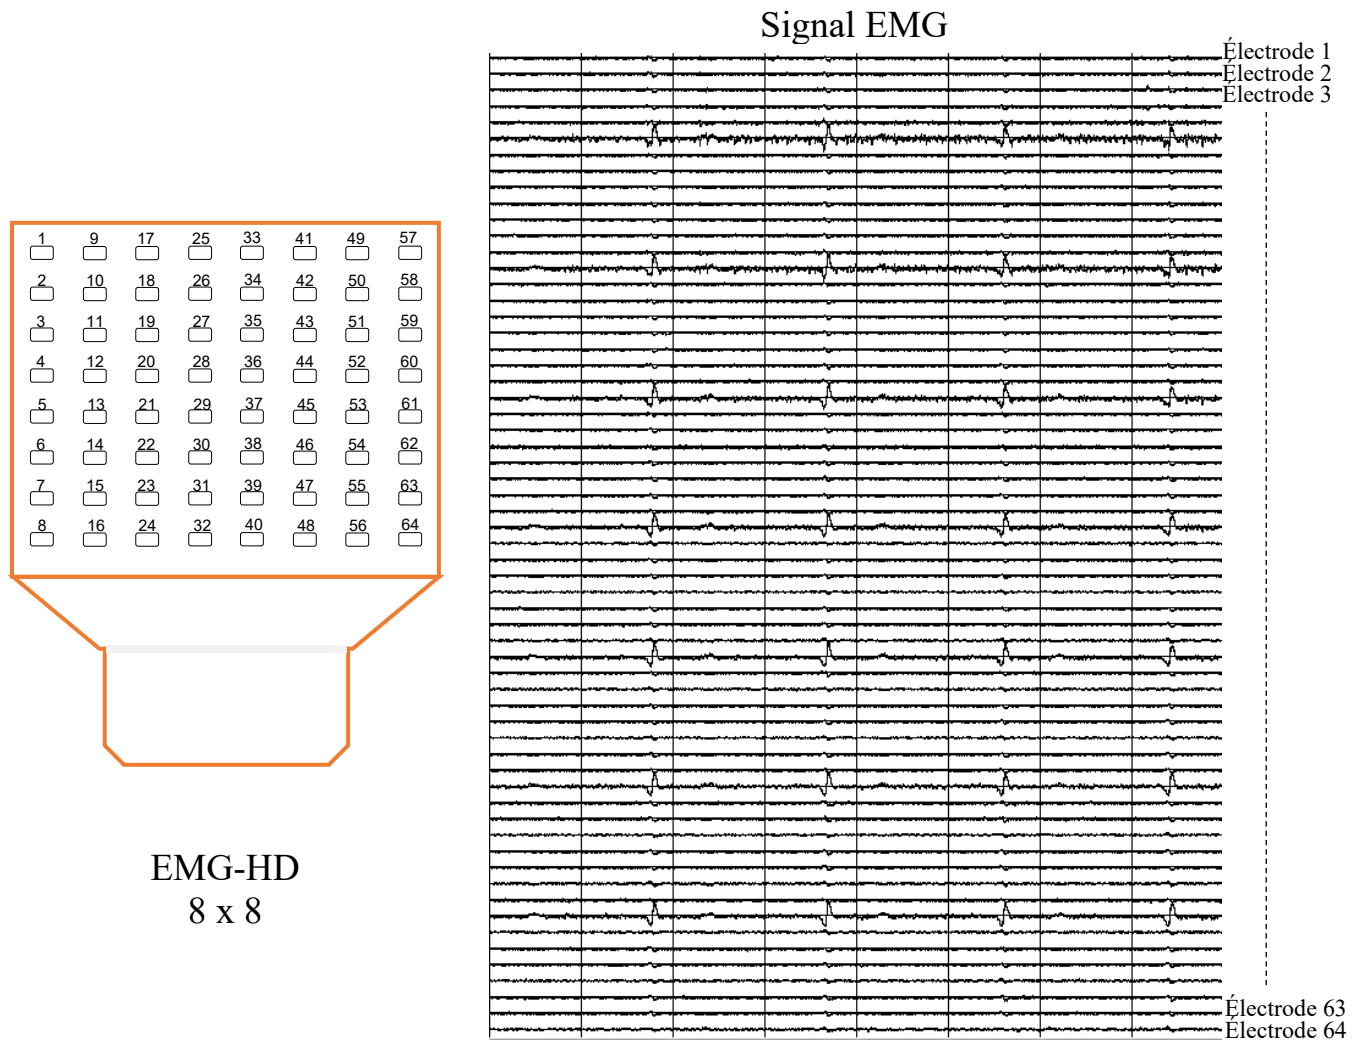 Signal EMG
Électrode 1
Électrode 2
Électrode 3
1 9 17 25 33 41 49 57
2 10 18 26 34 42 50 58
3 11 19 27 35 43 51 59
4 12 20 28 36 44 52 60
5 13 21 29 37 45 53 61
6 14 22 30 38 46 54 62
7 15 23 31 39 47 55 63
8 16 24 32 40 48 56 64
EMG-HD
8 x 8
Électrode 63
Électrode 64